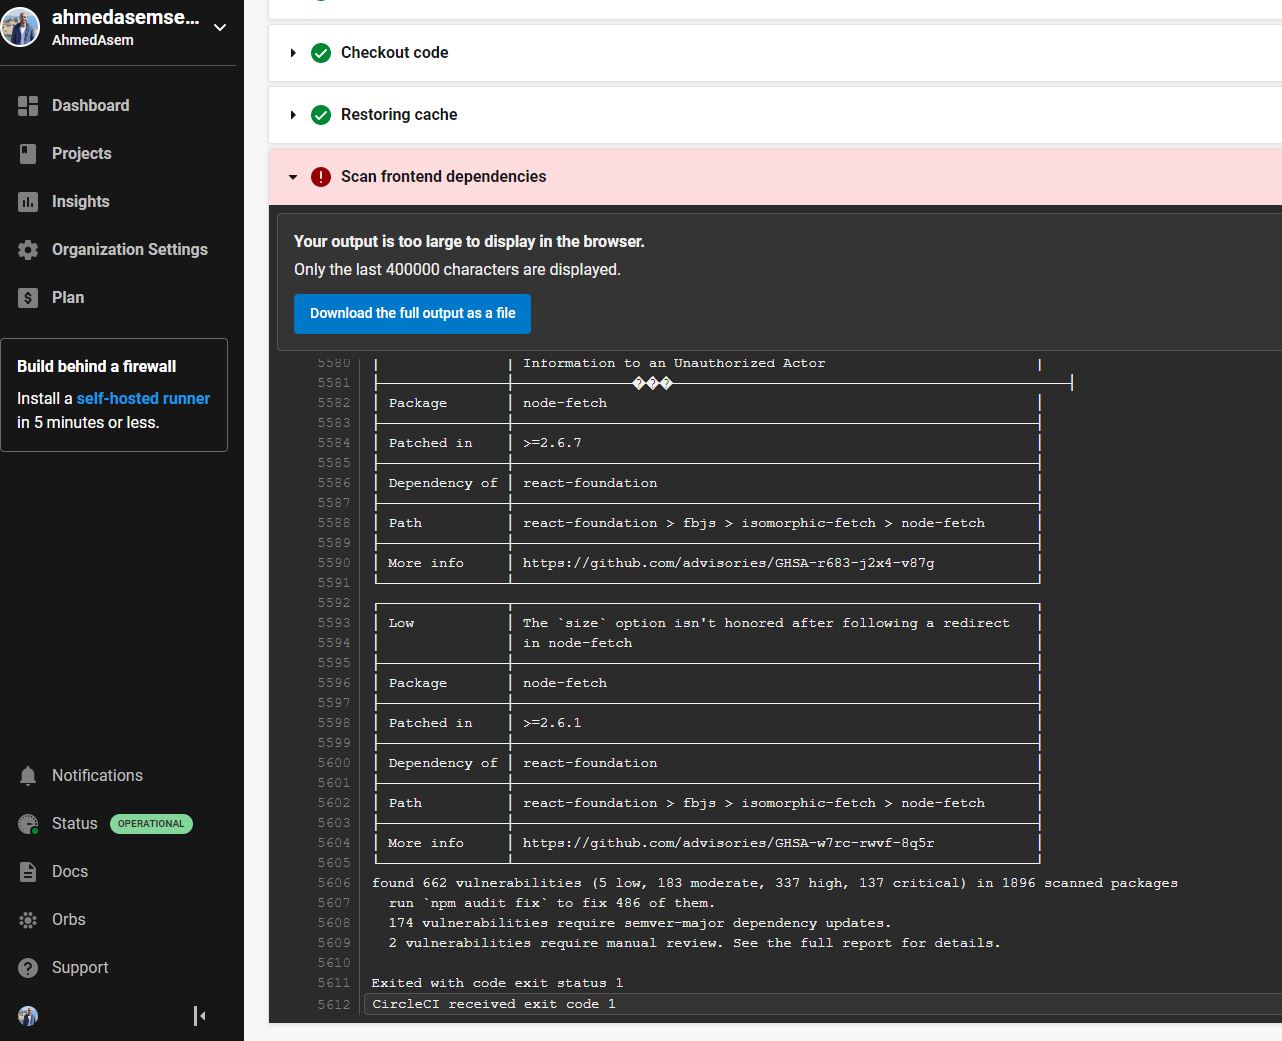 ahmedasemse...
AhmedAsem
Dashboard
Projects
Insights
Organization Settings
Plan
Build behind a firewall
Install a self-hosted runner
in 5 minutes or less.
Notifications
Status OPERATIONAL
Docs
Orbs
Support
Checkout code
Restoring cache
Scan frontend dependencies
Your output is too large to display in the browser.
Only the last 400000 characters are displayed.
Download the full output as a file
5580 Information to an Unauthorized Actor
5581 ���
5582 Package node-fetch
5583
5584 Patched in >=2.6.7
5585
5586 Dependency of react-foundation
5587
5588 Path react-foundation > fbjs > isomorphic-fetch > node-fetch
5589
5590 More info https://github.com/advisories/GHSA-r683-j2x4-v87g
5591
5592
5593 Low The `size` option isn't honored after following a redirect
5594 in node-fetch
5595
5596 Package node-fetch
5597
5598 Patched in >=2.6.1
5599
5600 Dependency of react-foundation
5601
5602 Path react-foundation > fbjs > isomorphic-fetch > node-fetch
5603
5604 More info https://github.com/advisories/GHSA-w7rc-rwvf-8q5r
5605
5606 found 662 vulnerabilities (5 low, 183 moderate, 337 high, 137 critical) in 1896 scanned packages
5607 run `npm audit fix` to fix 486 of them.
5608 174 vulnerabilities require semver-major dependency updates.
5609 2 vulnerabilities require manual review. See the full report for details.
5610
5611 Exited with code exit status 1
5612 CircleCI received exit code 1